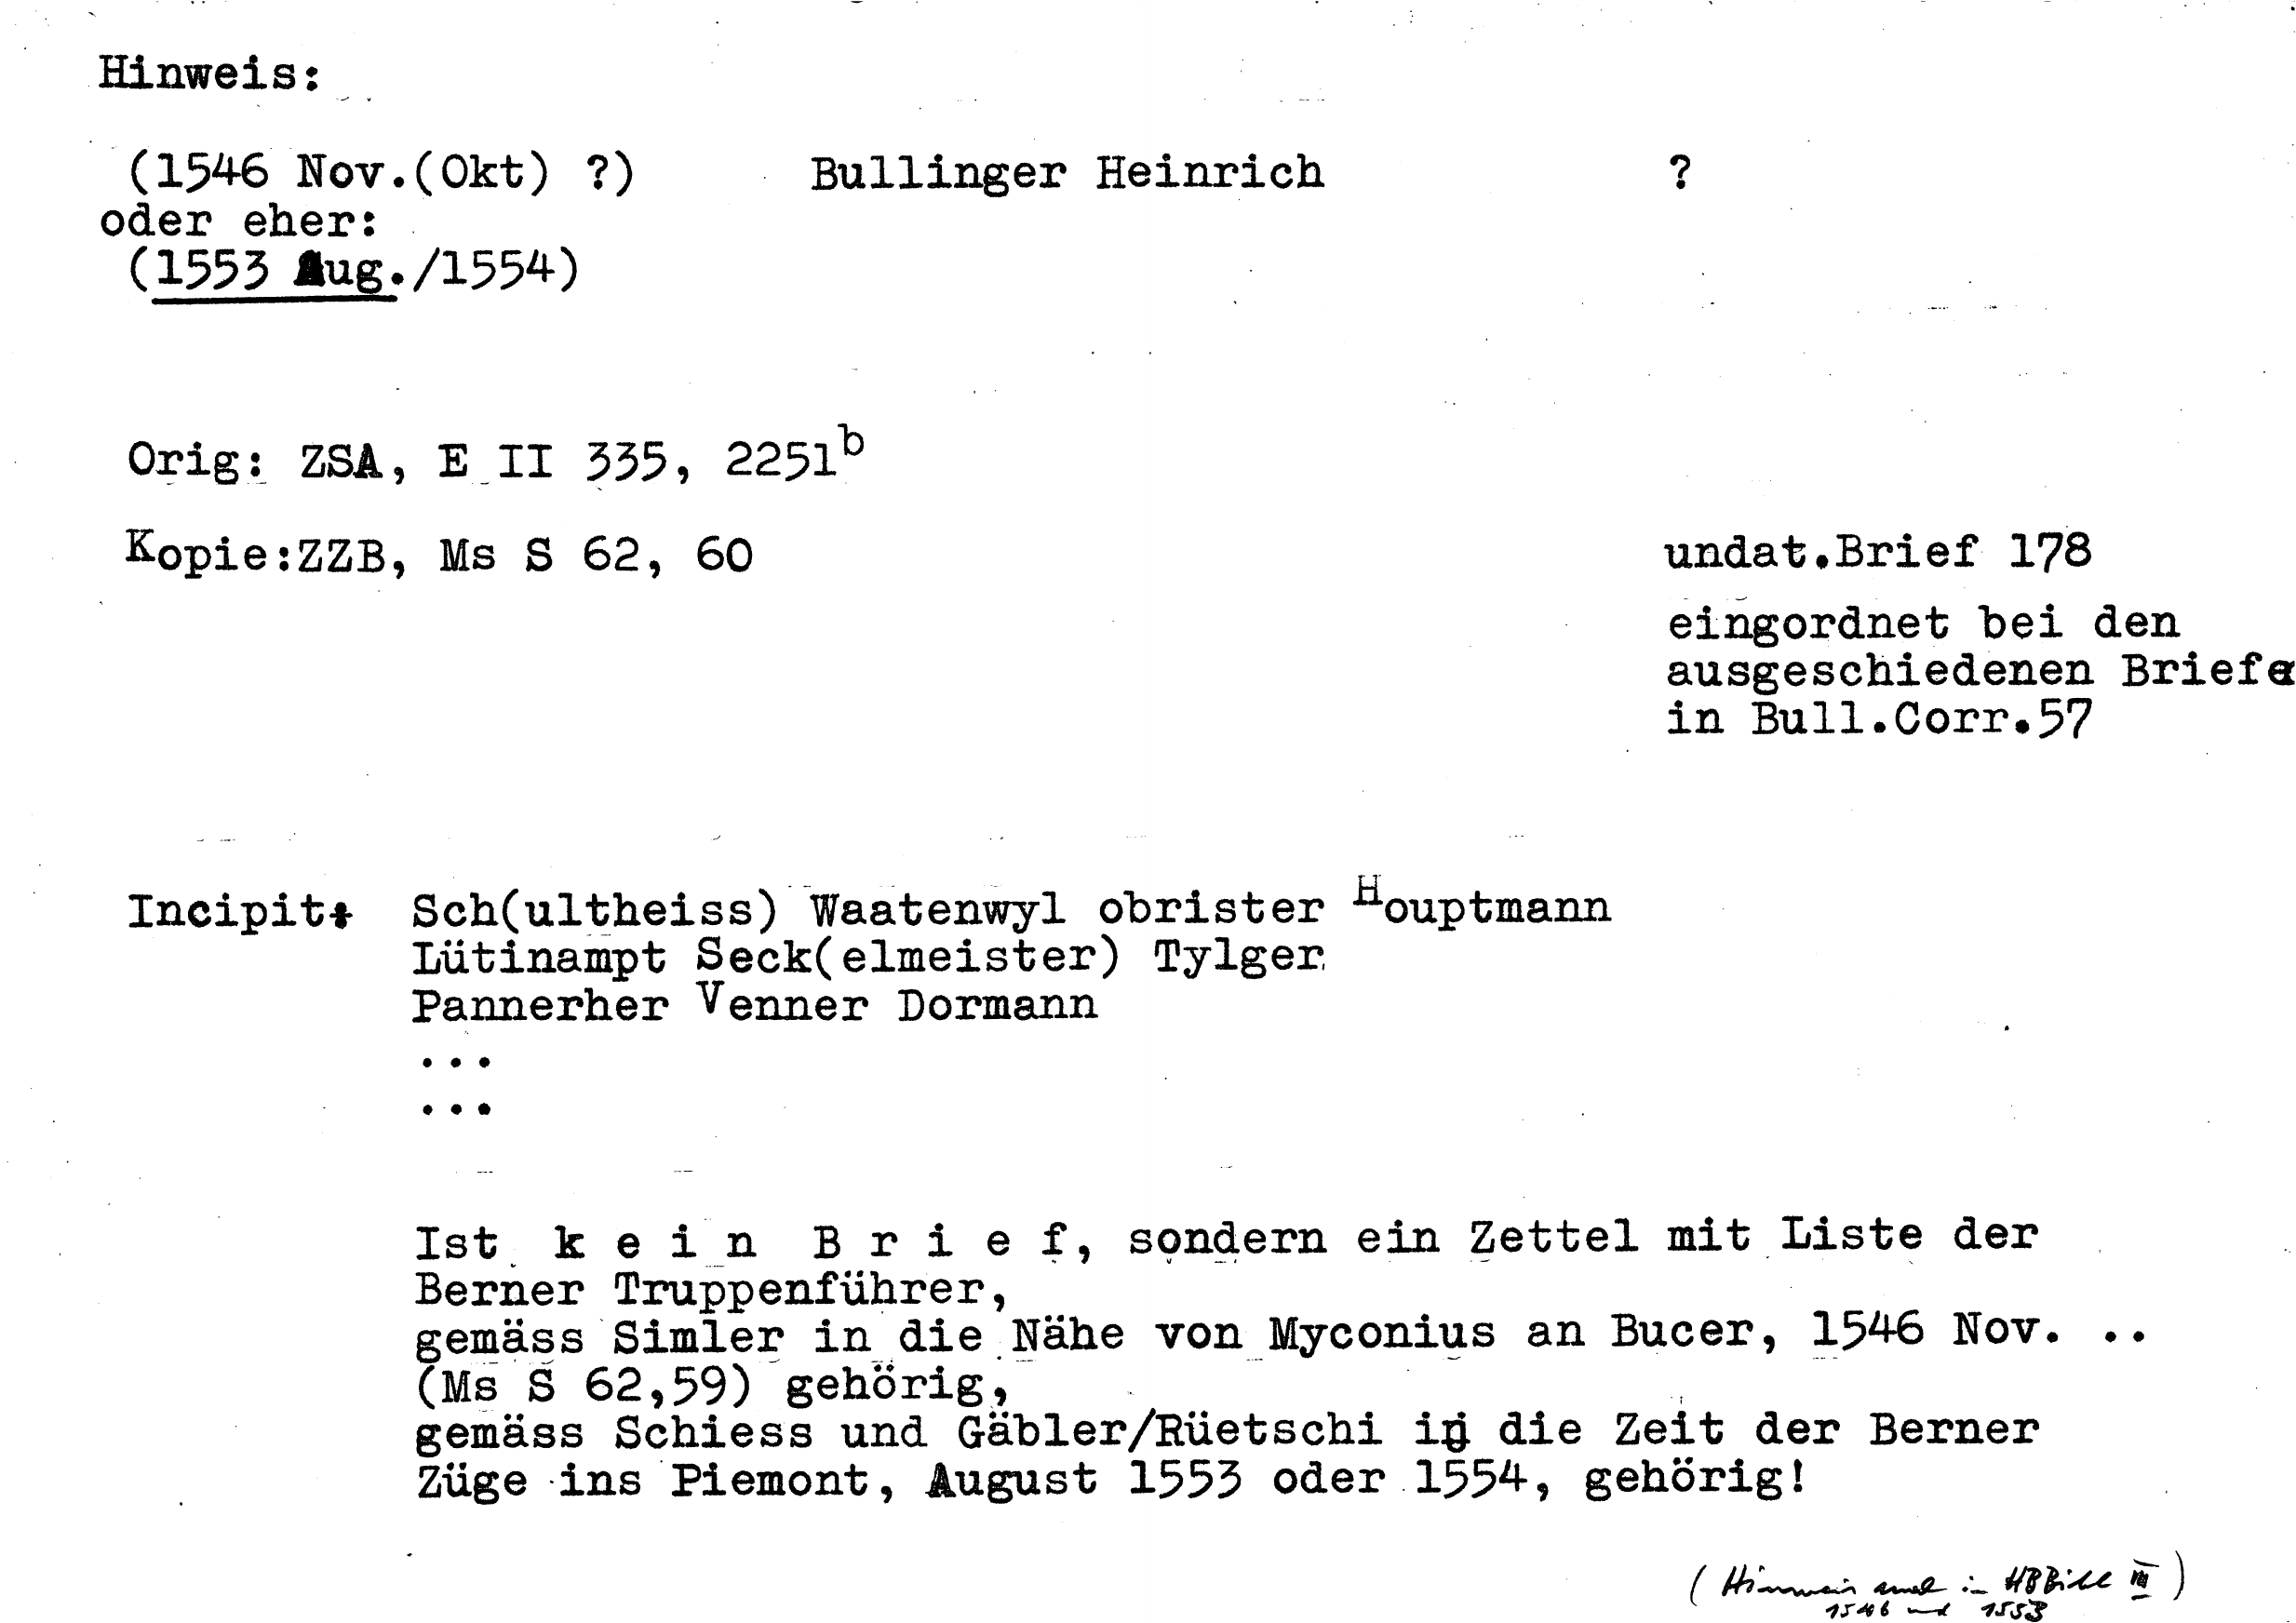 Hinweis:
(1546 Nov.(Okt) ?) Bullinger Heinrich ?
oder eher:
(1553 Aug./1554)
Orig: ZSA, E II 335, 2251b
Kopie:ZZB, Ms S 62, 60
undat.Brief 178
eingordnet bei den
ausgeschiedenen Briefe
in Bull.Corr.57
Incipit: Sch(ultheiss) Waatenwyl obrister Houptmann
Lütinampt Seck(elmeister) Tylger
Pannerher Venner Dormann
...
...
Ist k e i n B r i e f, sondern ein Zettel mit Liste der
Berner Truppenführer,
gemäss Simler in die Nähe von Myconius an Bucer, 1546 Nov. ..
(Ms S 62,59) gehörig,
gemäss Schiess und Gäbler/Rüetschi in die Zeit der Berner
Züge ins Piemont, August 1553 oder 1554, gehörig!
(Hinweis auch in HBBibl III)
1546 und 1553